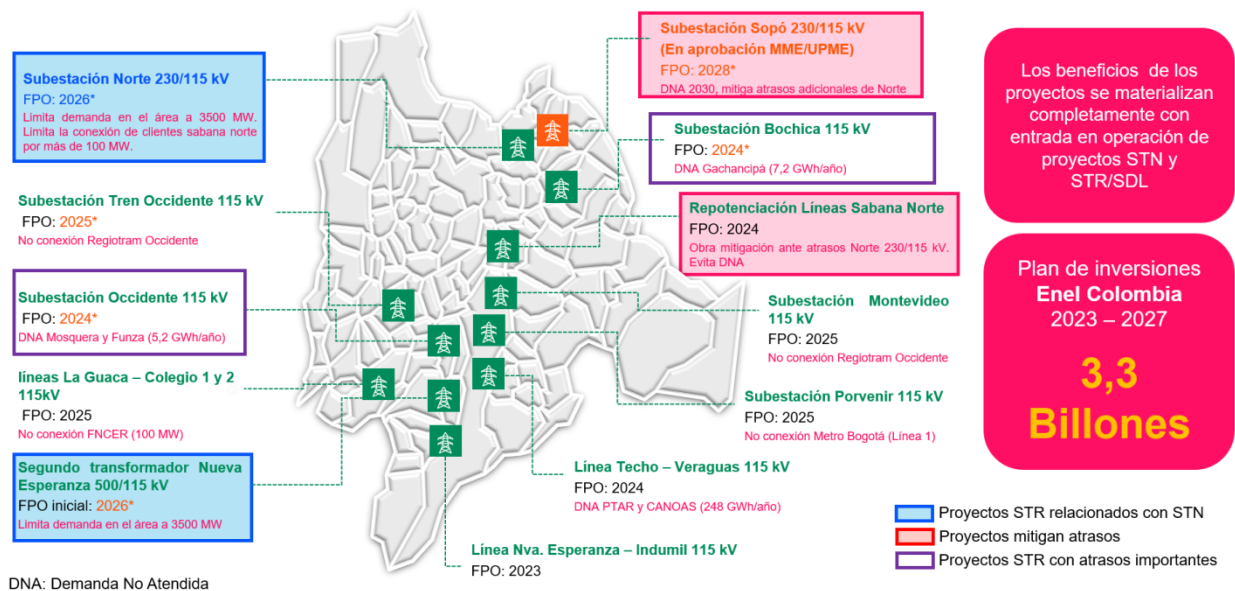 Subestación Norte 230/115 kV
FPO: 2026*
Limita demanda en el área a 3500 MW.
Limita la conexión de clientes sabana norte
por más de 100 MW.
Subestación Tren Occidente 115 kV
FPO: 2025*
No conexión Regiotram Occidente
Subestación Occidente 115 kV
FPO: 2024*
DNA Mosquera y Funza (5,2 GWh/año)
líneas La Guaca – Colegio 1 y 2
115kV
FPO: 2025
No conexión FNCER (100 MW)
Segundo transformador Nueva
Esperanza 500/115 kV
FPO inicial: 2026*
Limita demanda en el área a 3500 MW
DNA: Demanda No Atendida
Subestación Sopó 230/115 kV
(En aprobación MME/UPME)
FPO: 2028*
DNA 2030, mitiga atrasos adicionales de Norte
Subestación Bochica 115 kV
FPO: 2024*
DNA Gachancipá (7,2 GWh/año)
Repotenciación Líneas Sabana Norte
FPO: 2024
Obra mitigación ante atrasos Norte 230/115 kV.
Evita DNA
Subestación Montevideo
115 kV
FPO: 2025
No conexión Regiotram Occidente
Subestación Porvenir 115 kV
FPO: 2025
No conexión Metro Bogotá (Línea 1)
Línea Techo – Veraguas 115 kV
FPO: 2024
DNA PTAR y CANOAS (248 GWh/año)
Línea Nva. Esperanza – Indumil 115 kV
FPO: 2023
Los beneficios de los
proyectos se materializan
completamente con
entrada en operación de
proyectos STN y
STR/SDL
Plan de inversiones
Enel Colombia
2023 – 2027
3,3
Billones
Proyectos STR relacionados con STN
Proyectos mitigan atrasos
Proyectos STR con atrasos importantes